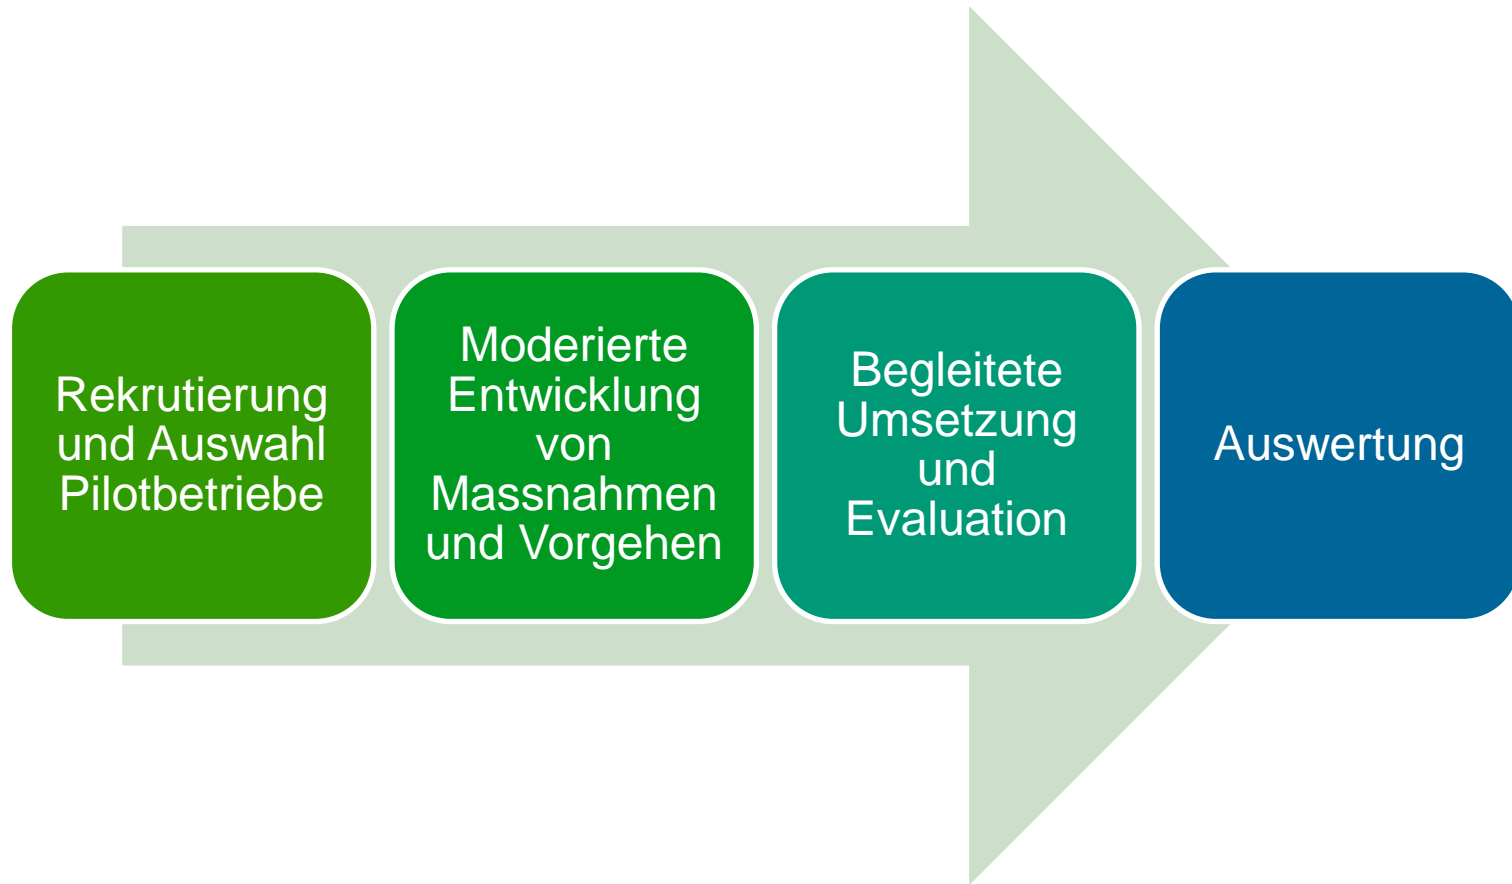 Rekrutierung
und Auswahl
Pilotbetriebe
Moderierte
Entwicklung
von
Massnahmen
und Vorgehen
Begleitete
Umsetzung
und
Evaluation
Auswertung